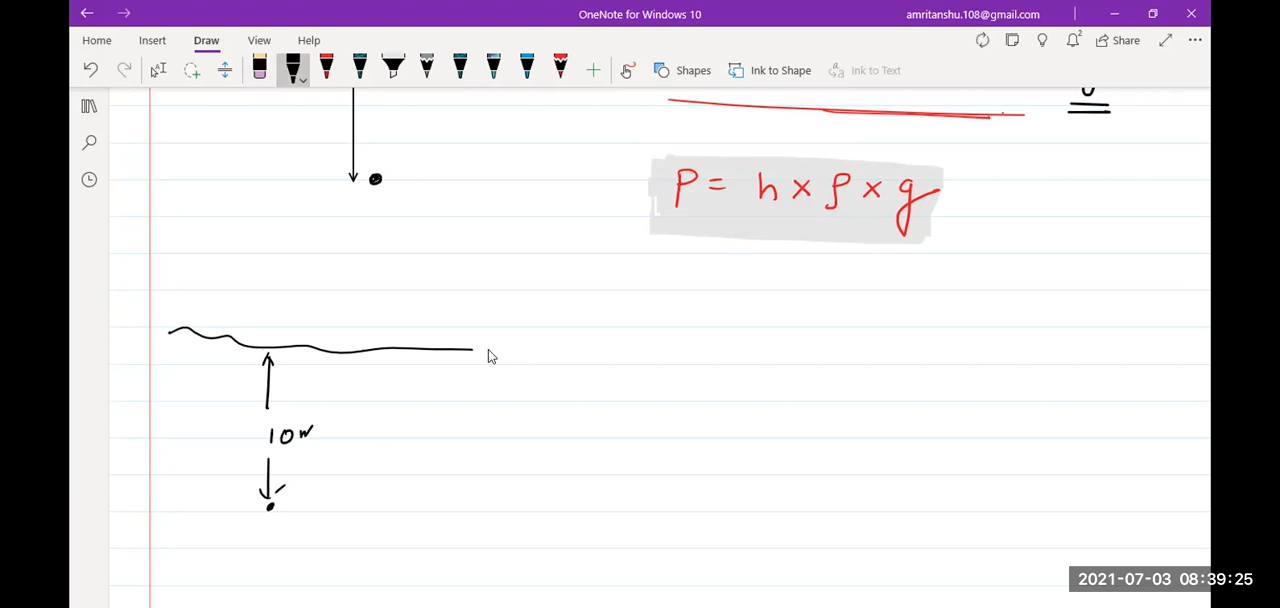 OneNote for Windows 10
amritanshu.108@gmail.com
Home Insert Draw View Help
2
Share
Shapes
Ink to Shape
Ink to Text
P = h × ρ × g
10m
2021-07-03 08:39:25